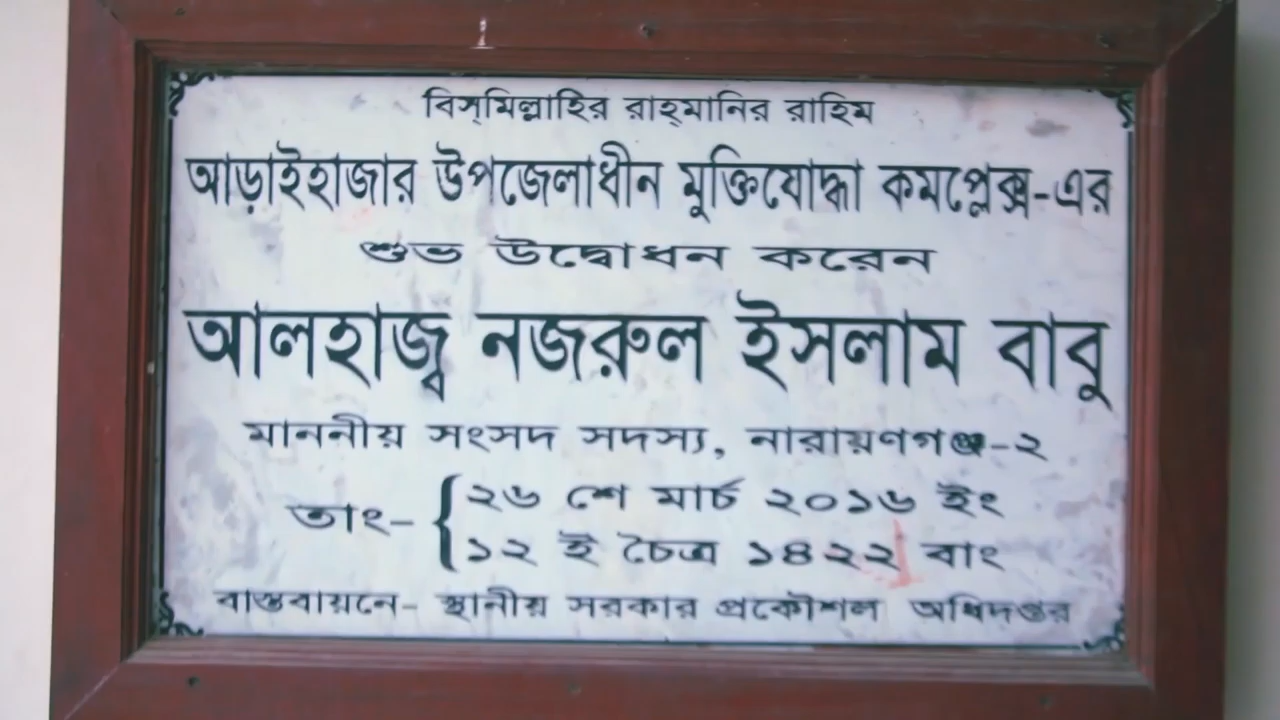 বিস্‌মিল্লাহির রাহ্‌মানির রাহিম
আড়াইহাজার উপজেলাধীন মুক্তিযোদ্ধা কমপ্লেক্স-এর
শুভ উদ্বোধন করেন
আলহাজ্ব নজরুল ইসলাম বাবু
মাননীয় সংসদ সদস্য, নারায়ণগঞ্জ-২
তাং- { ২৬ শে মার্চ ২০১৬ ইং
১২ ই চৈত্র ১৪২২ বাং
বাস্তবায়নে- স্থানীয় সরকার প্রকৌশল অধিদপ্তর